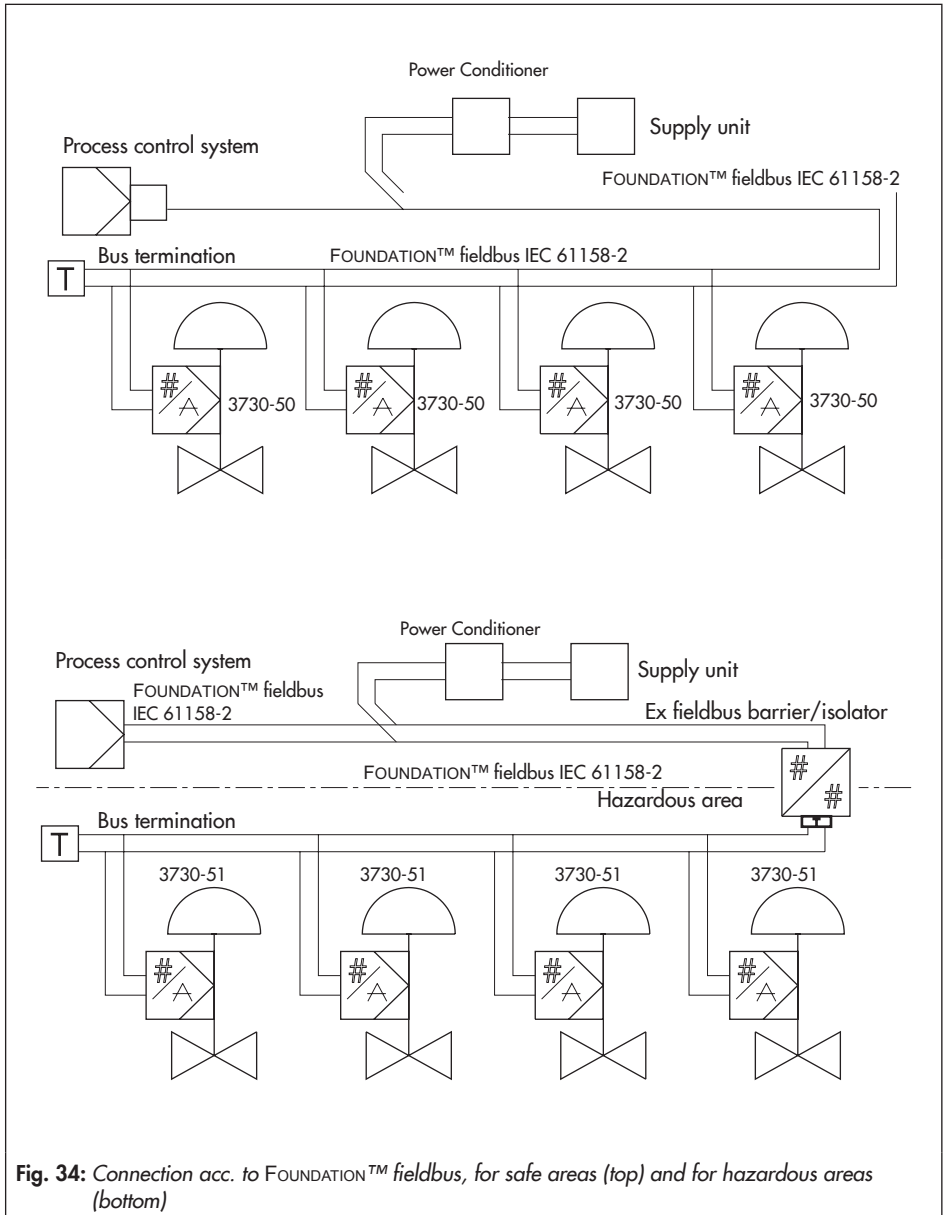 Power Conditioner
Supply unit
Process control system
FOUNDATION™ fieldbus IEC 61158-2
Bus termination
FOUNDATION™ fieldbus IEC 61158-2
T
#
A
3730-50
#
A
3730-50
#
A
3730-50
#
A
3730-50
Power Conditioner
Process control system
Supply unit
FOUNDATION™ fieldbus
IEC 61158-2
Ex fieldbus barrier/isolator
FOUNDATION™ fieldbus IEC 61158-2
#
#
Hazardous area
Bus termination
T
T
3730-51
3730-51
3730-51
3730-51
#
A
#
A
#
A
#
A
Fig. 34: Connection acc. to FOUNDATION™ fieldbus, for safe areas (top) and for hazardous areas
(bottom)